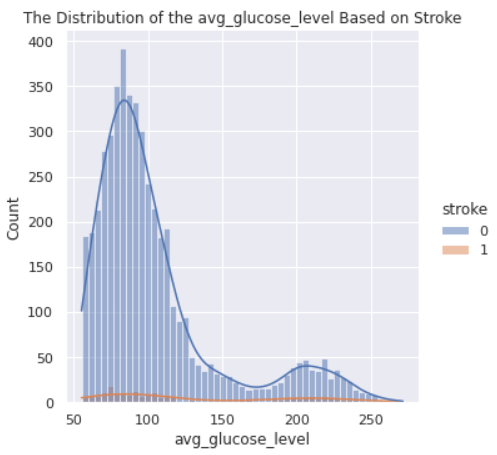 The Distribution of the avg_glucose_level Based on Stroke
400
350
300
250
200
150
100
50
0
Count
50 100 150 200 250
avg_glucose_level
stroke
0
1